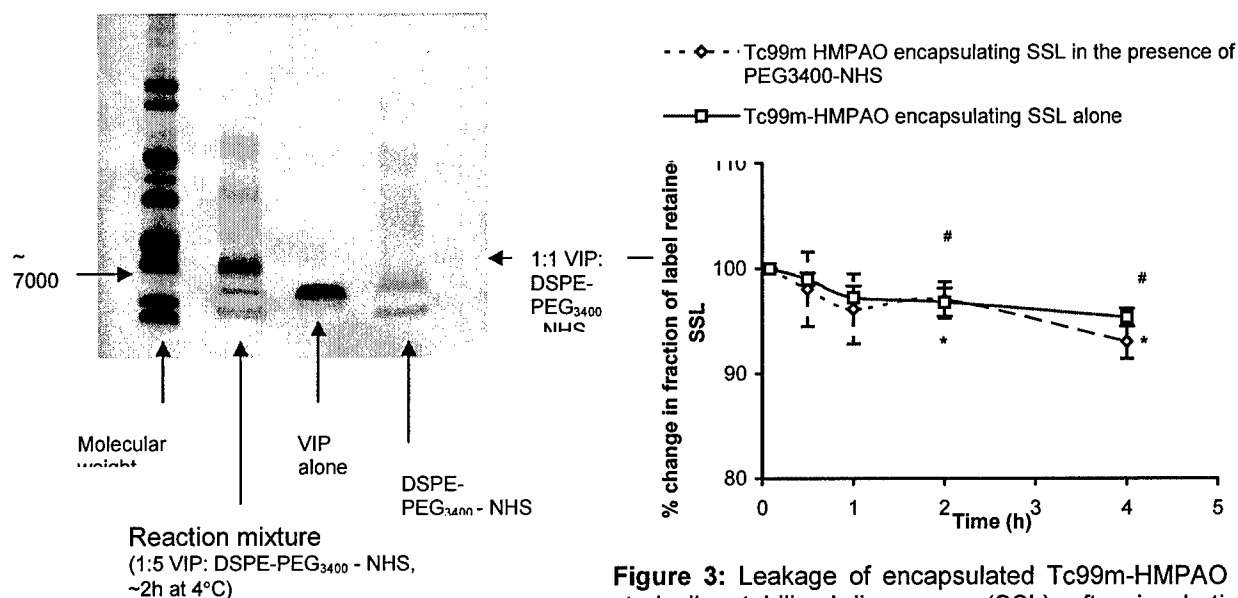 ~
7000
1:1 VIP:
DSPE-
PEG3400
- NHS
Molecular
weight
VIP
alone
DSPE-
PEG3400 - NHS
Reaction mixture
(1:5 VIP: DSPE-PEG3400 - NHS,
~2h at 4°C)
Tc99m HMPAO encapsulating SSL in the presence of
PEG3400-NHS
Tc99m-HMPAO encapsulating SSL alone
% change in fraction of label retaine
SSL
110
100
90
80
#
#
*
*
0
1
2
3
4
5
Time (h)
Figure 3: Leakage of encapsulated Tc99m-HMPAO